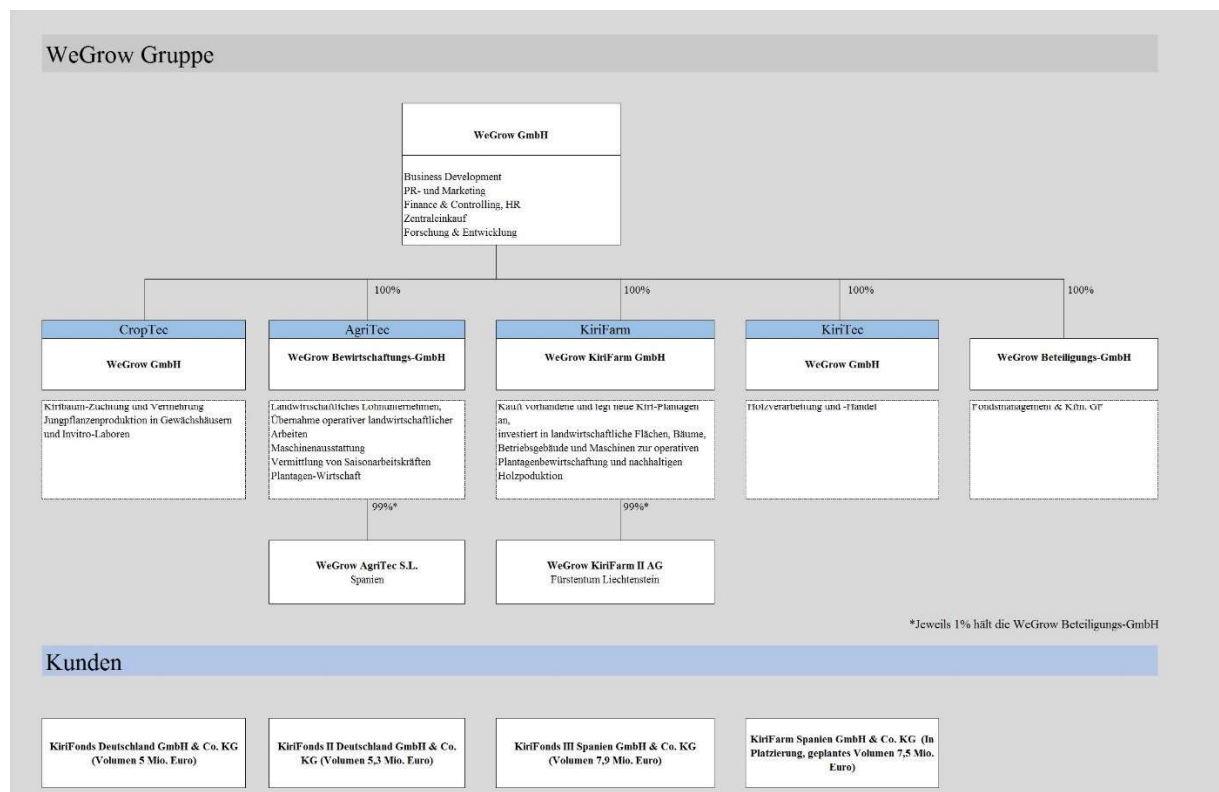 WeGrow Gruppe
WeGrow GmbH
Business Development
PR- und Marketing
Finance & Controlling, HR
Zentraleinkauf
Forschung & Entwicklung
100%
100%
100%
100%
CropTec
WeGrow GmbH
Kiribaum-Züchtung und Vermehrung
Jungpflanzenproduktion in Gewächshäusern
und Invitro-Laboren
AgriTec
WeGrow Bewirtschaftungs-GmbH
Landwirtschaftliches Lohnunternehmen,
Übernahme operativer landwirtschaftlicher
Arbeiten
Maschinenausstattung
Vermittlung von Saisonarbeitskräften
Plantagen-Wirtschaft
KiriFarm
WeGrow KiriFarm GmbH
Kauft vorhandene und legt neue Kiri-Plantagen
an,
investiert in landwirtschaftliche Flächen, Bäume,
Betriebsgebäude und Maschinen zur operativen
Plantagenbewirtschaftung und nachhaltigen
Holzpoduktion
KiriTec
WeGrow GmbH
Holzverarbeitung und -Handel
WeGrow Beteiligungs-GmbH
Fondsmanagement & Kfm. GF
99%*
99%*
WeGrow AgriTec S.L.
Spanien
WeGrow KiriFarm II AG
Fürstentum Liechtenstein
*Jeweils 1% hält die WeGrow Beteiligungs-GmbH
Kunden
KiriFonds Deutschland GmbH & Co. KG
(Volumen 5 Mio. Euro)
KiriFonds II Deutschland GmbH & Co.
KG (Volumen 5,3 Mio. Euro)
KiriFonds III Spanien GmbH & Co. KG
(Volumen 7,9 Mio. Euro)
KiriFarm Spanien GmbH & Co. KG (In
Platzierung, geplantes Volumen 7,5 Mio.
Euro)